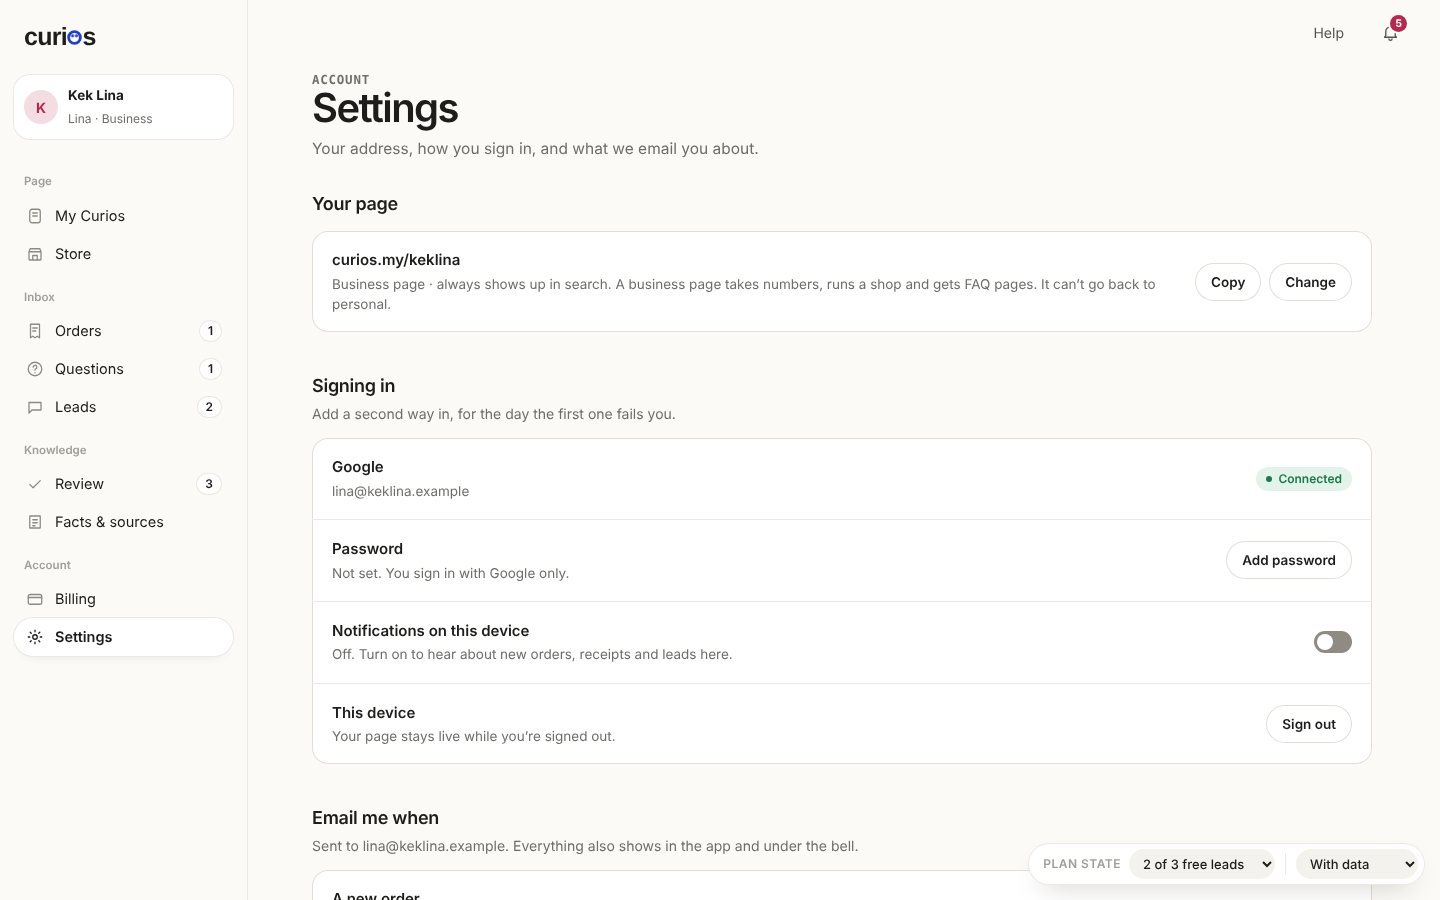 curios
Help
5
K
Kek Lina
Lina · Business
Page
My Curios
Store
Inbox
Orders
1
Questions
1
Leads
2
Knowledge
Review
3
Facts & sources
Account
Billing
Settings
ACCOUNT
Settings
Your address, how you sign in, and what we email you about.
Your page
curios.my/keklina
Business page · always shows up in search. A business page takes numbers, runs a shop and gets FAQ pages. It can’t go back to
personal.
Copy
Change
Signing in
Add a second way in, for the day the first one fails you.
Google
lina@keklina.example
Connected
Password
Not set. You sign in with Google only.
Add password
Notifications on this device
Off. Turn on to hear about new orders, receipts and leads here.
This device
Your page stays live while you’re signed out.
Sign out
Email me when
Sent to lina@keklina.example. Everything also shows in the app and under the bell.
A new order
PLAN STATE
2 of 3 free leads
With data